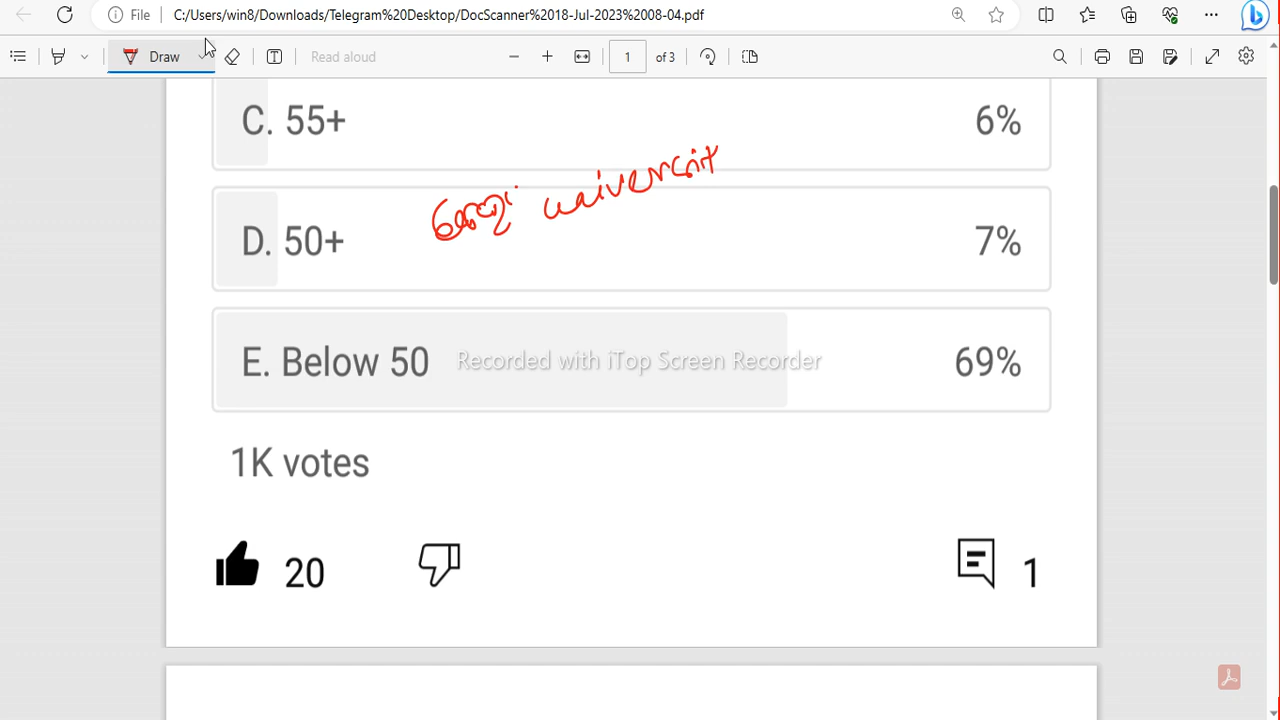 File C:/Users/win8/Downloads/Telegram%20Desktop/DocScanner%2018-Jul-2023%2008-04.pdf
Draw Read aloud 1 of 3
C. 55+ 6%
universit
D. 50+ 7%
E. Below 50 69%
Recorded with iTop Screen Recorder
1K votes
20 1